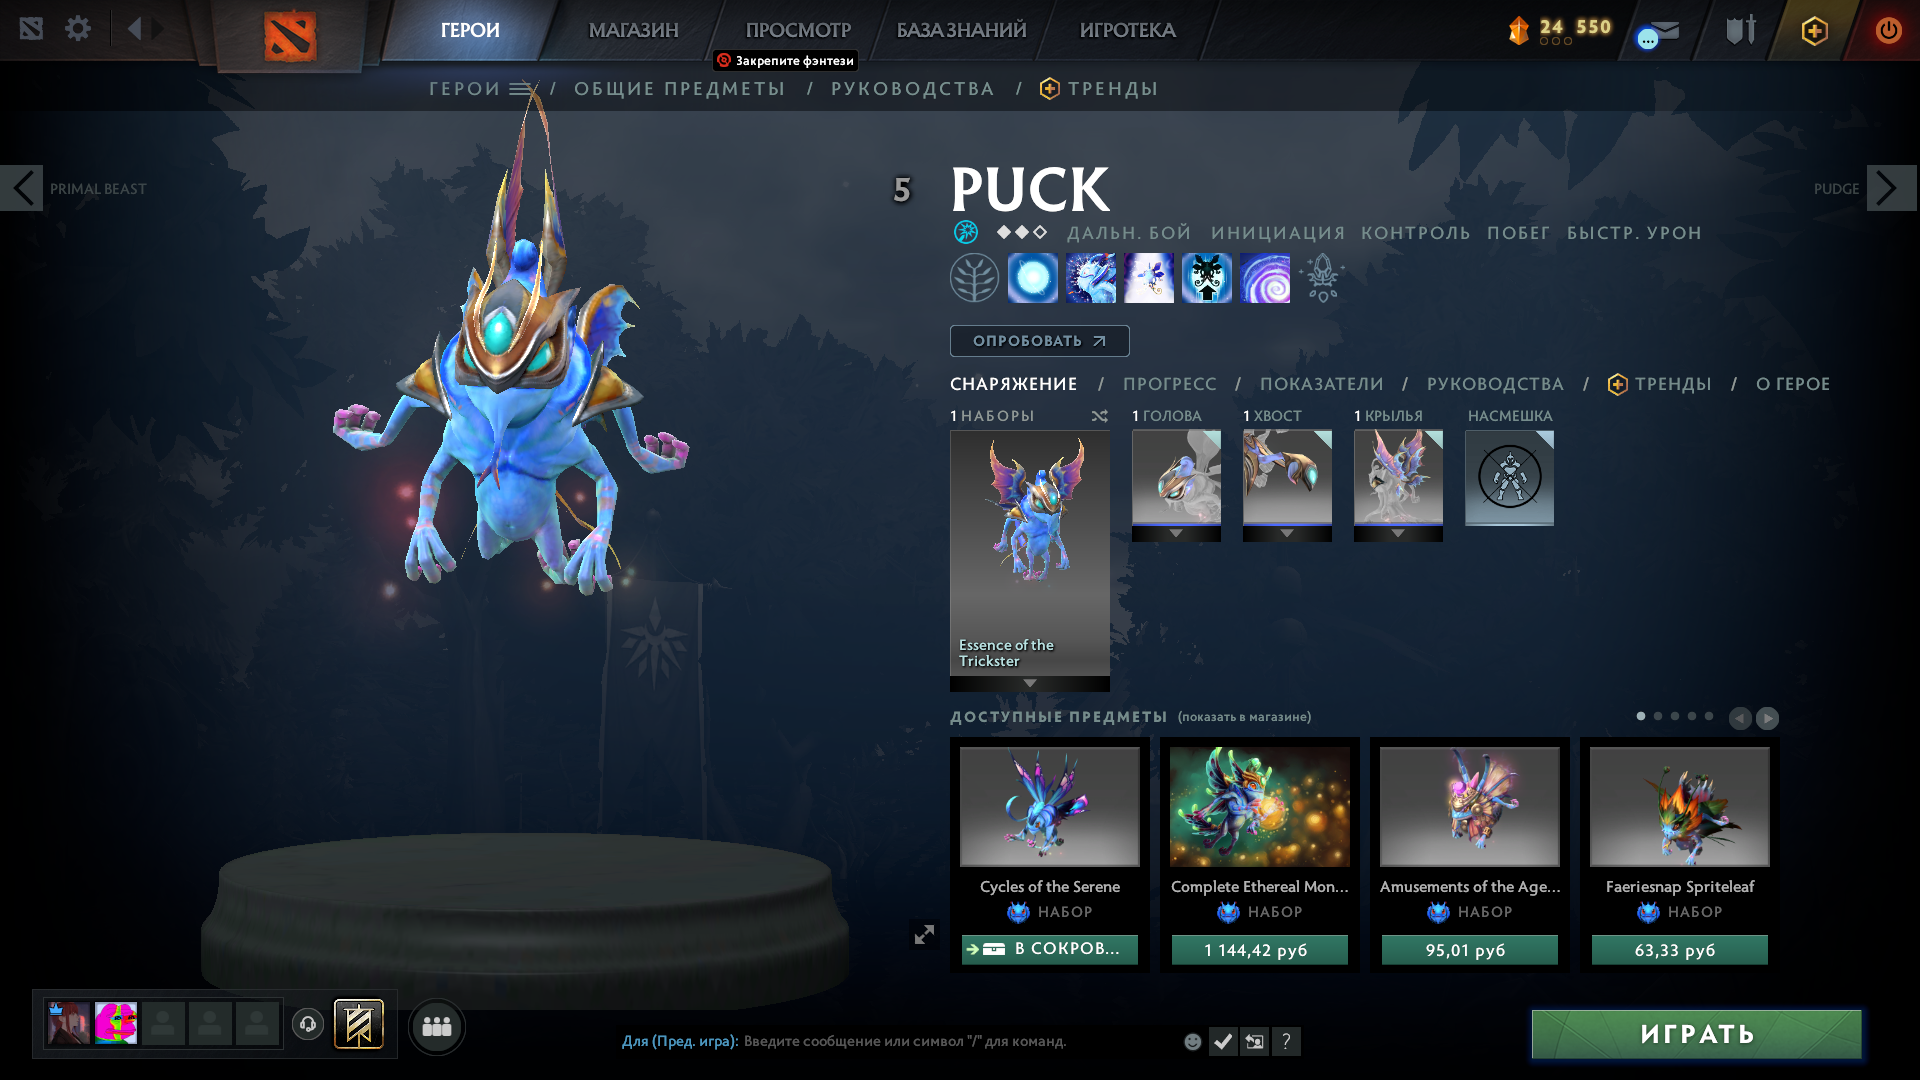 ГЕРОИ
МАГАЗИН
ПРОСМОТР
БАЗА ЗНАНИЙ
ИГРОТЕКА
24 550
Закрепите фэнтези
ГЕРОИ / ОБЩИЕ ПРЕДМЕТЫ / РУКОВОДСТВА / ТРЕНДЫ
PRIMAL BEAST
5
PUCK
PUDGE
ДАЛЬН. БОЙ ИНИЦИАЦИЯ КОНТРОЛЬ ПОБЕГ БЫСТР. УРОН
ОПРОБОВАТЬ
СНАРЯЖЕНИЕ / ПРОГРЕСС / ПОКАЗАТЕЛИ / РУКОВОДСТВА / ТРЕНДЫ / О ГЕРОЕ
1 НАБОРЫ
1 ГОЛОВА
1 ХВОСТ
1 КРЫЛЬЯ
НАСМЕШКА
Essence of the
Trickster
ДОСТУПНЫЕ ПРЕДМЕТЫ (показать в магазине)
Cycles of the Serene
НАБОР
В СОКРОВ...
Complete Ethereal Mon...
НАБОР
1 144,42 руб
Amusements of the Age...
НАБОР
95,01 руб
Faeriesnap Spriteleaf
НАБОР
63,33 руб
Для (Пред. игра): Введите сообщение или символ "/" для команд.
?
ИГРАТЬ